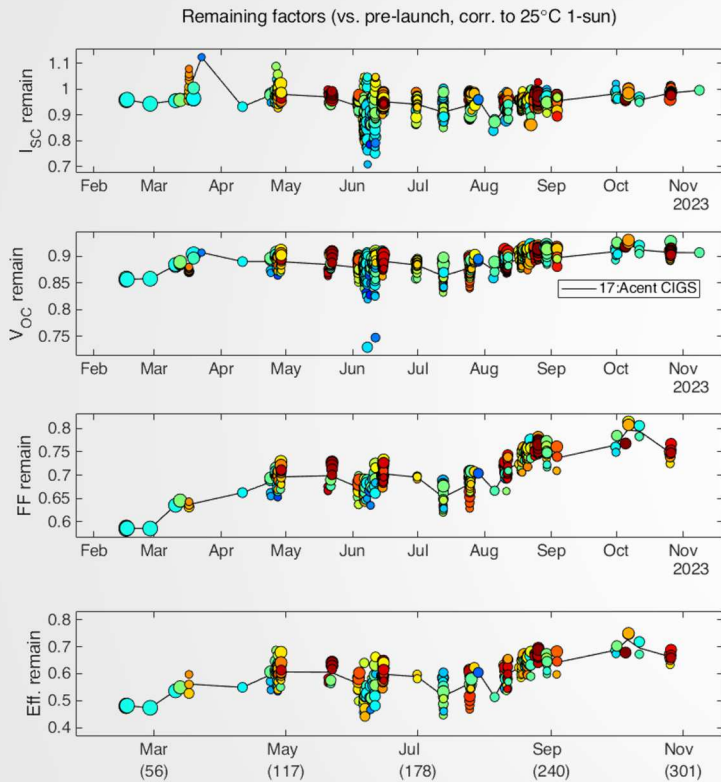 Remaining factors (vs. pre-launch, corr. to 25°C 1-sun)
I_SC remain
1.1
1
0.9
0.8
0.7
Feb Mar Apr May Jun Jul Aug Sep Oct Nov
2023
V_OC remain
0.9
0.85
0.8
0.75
17:Acent CIGS
Feb Mar Apr May Jun Jul Aug Sep Oct Nov
2023
FF remain
0.8
0.75
0.7
0.65
0.6
Feb Mar Apr May Jun Jul Aug Sep Oct Nov
2023
Eff. remain
0.8
0.7
0.6
0.5
0.4
Mar May Jul Sep Nov
(56) (117) (178) (240) (301)